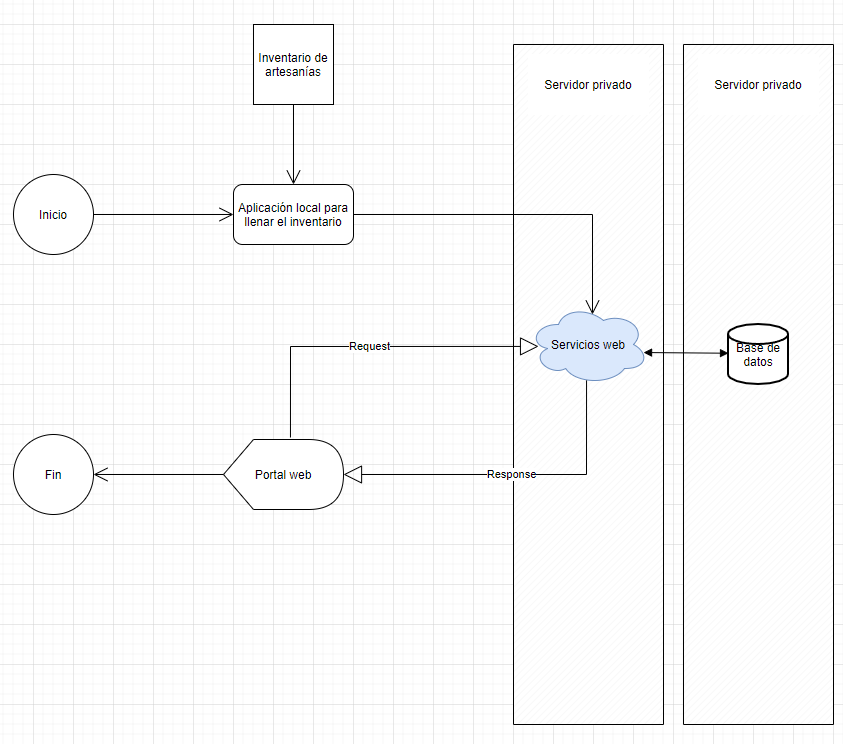 Inventario de
artesanías
Servidor privado
Servidor privado
Inicio
Aplicación local para
llenar el inventario
Request
Servicios web
Base de
datos
Fin
Portal web
Response